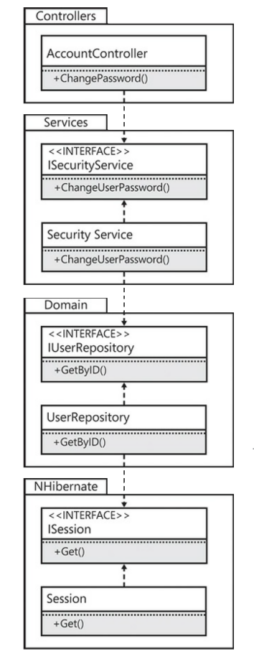 Controllers
AccountController
+ChangePassword()
Services
<<INTERFACE>>
ISecurityService
+ChangeUserPassword()
Security Service
+ChangeUserPassword()
Domain
<<INTERFACE>>
IUserRepository
+GetByID()
UserRepository
+GetByID()
NHibernate
<<INTERFACE>>
ISession
+Get()
Session
+Get()